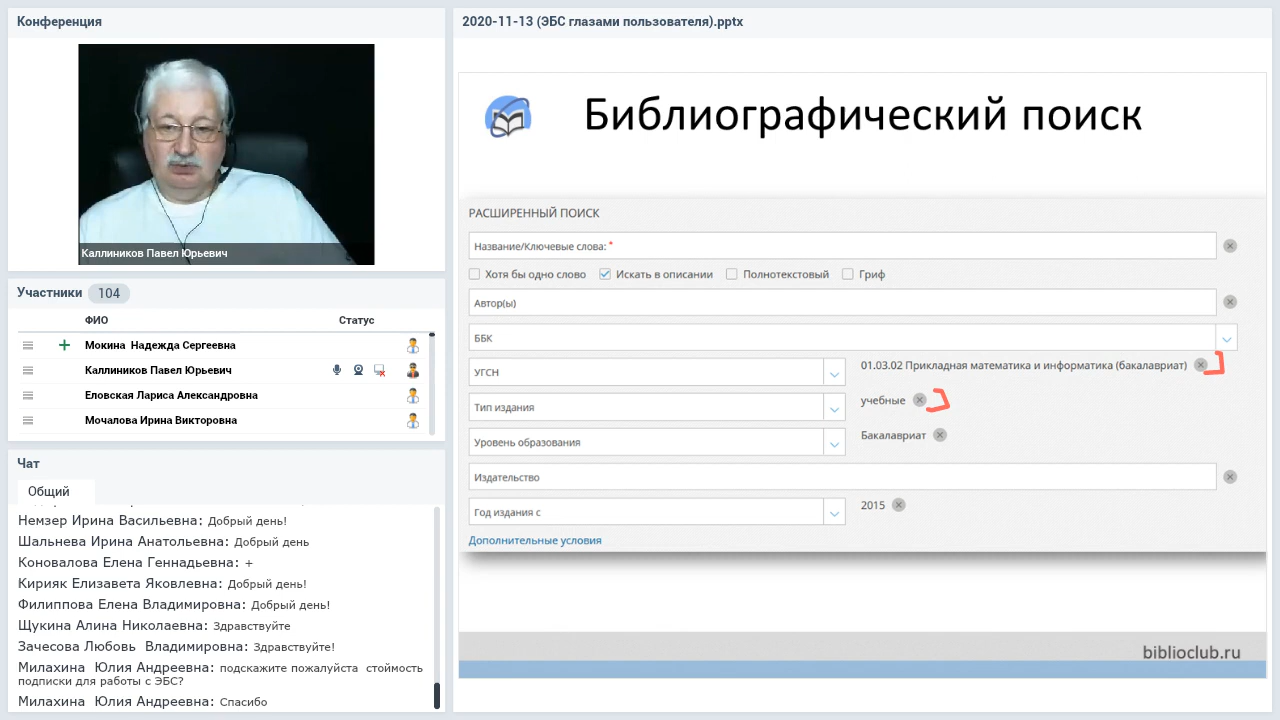 Конференция
Каллиников Павел Юрьевич
Участники 104
ФИО Статус
Мокина Надежда Сергеевна
Каллиников Павел Юрьевич
Еловская Лариса Александровна
Мочалова Ирина Викторовна
Чат
Общий
Немзер Ирина Васильевна: Добрый день!
Шальнева Ирина Анатольевна: Добрый день
Коновалова Елена Геннадьевна: +
Кирияк Елизавета Яковлевна: Добрый день!
Филиппова Елена Владимировна: Добрый день!
Щукина Алина Николаевна: Здравствуйте
Зачесова Любовь Владимировна: Здравствуйте!
Милахина Юлия Андреевна: подскажите пожалуйста стоимость
подписки для работы с ЭБС?
Милахина Юлия Андреевна: Спасибо
2020-11-13 (ЭБС глазами пользователя).pptx
Библиографический поиск
РАСШИРЕННЫЙ ПОИСК
Название/Ключевые слова: *
Хотя бы одно слово Искать в описании Полнотекстовый Гриф
Автор(ы)
ББК
УГСН 01.03.02 Прикладная математика и информатика (бакалавриат)
Тип издания учебные
Уровень образования Бакалавриат
Издательство
Год издания с 2015
Дополнительные условия
biblioclub.ru